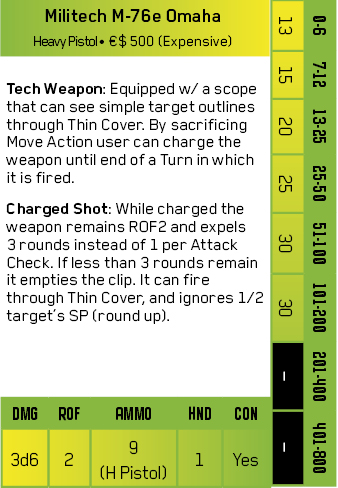 Militech M-76e Omaha
Heavy Pistol• €$ 500 (Expensive)
Tech Weapon: Equipped w/ a scope
that can see simple target outlines
through Thin Cover. By sacrificing
Move Action user can charge the
weapon until end of a Turn in which
it is fired.
Charged Shot: While charged the
weapon remains ROF2 and expels
3 rounds instead of 1 per Attack
Check. If less than 3 rounds remain
it empties the clip. It can fire
through Thin Cover, and ignores 1/2
target´s SP (round up).
DMG ROF AMMO HND CON
3d6 2 9 (H Pistol) 1 Yes
13 0-6
15 7-12
20 13-25
25 25-50
30 51-100
30 101-200
- 201-400
- 401-800